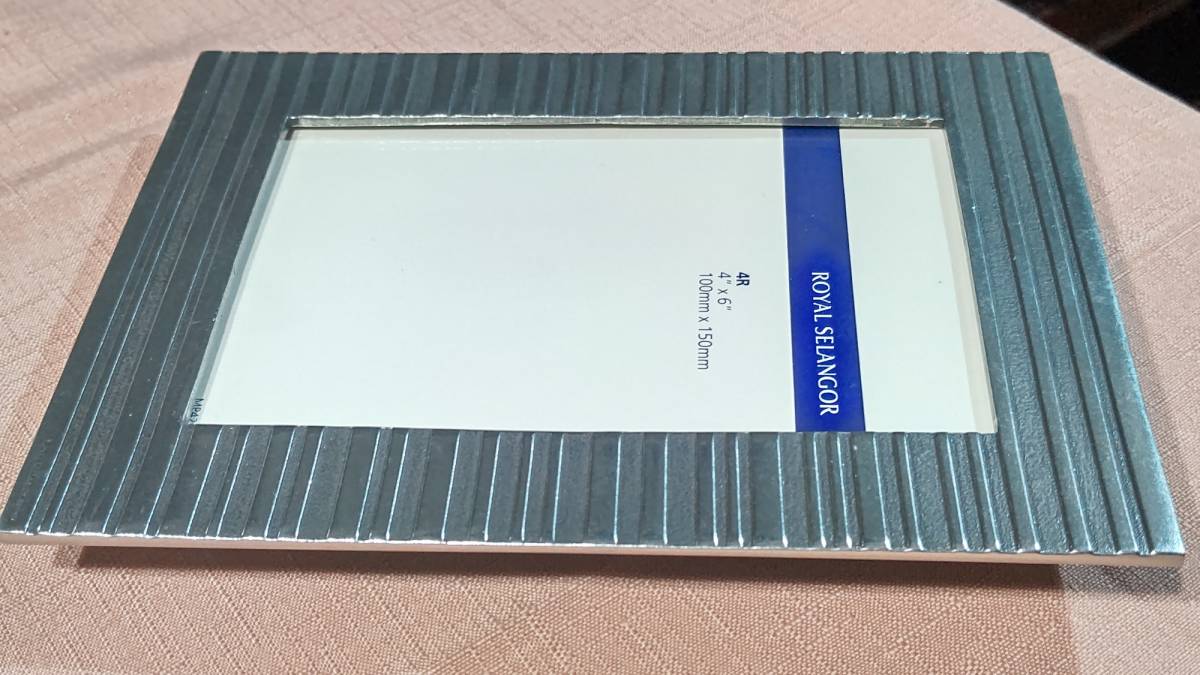 ROYAL SELANGOR
4R
4" x 6"
100mm x 150mm